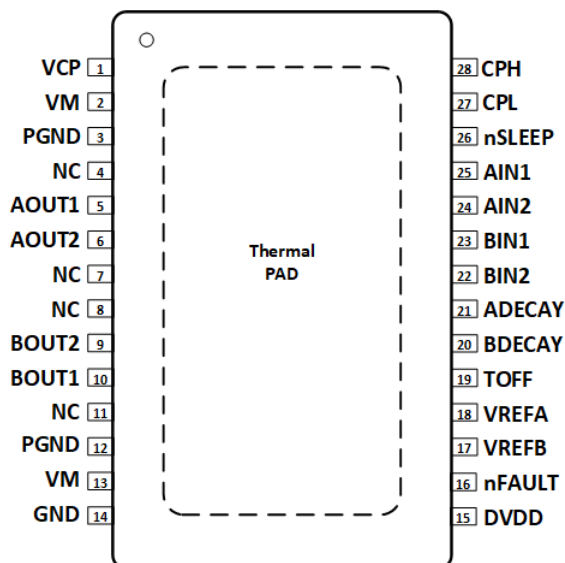 VCP 1
VM 2
PGND 3
NC 4
AOUT1 5
AOUT2 6
NC 7
NC 8
BOUT2 9
BOUT1 10
NC 11
PGND 12
VM 13
GND 14
Thermal
PAD
28 CPH
27 CPL
26 nSLEEP
25 AIN1
24 AIN2
23 BIN1
22 BIN2
21 ADECAY
20 BDECAY
19 TOFF
18 VREFA
17 VREFB
16 nFAULT
15 DVDD